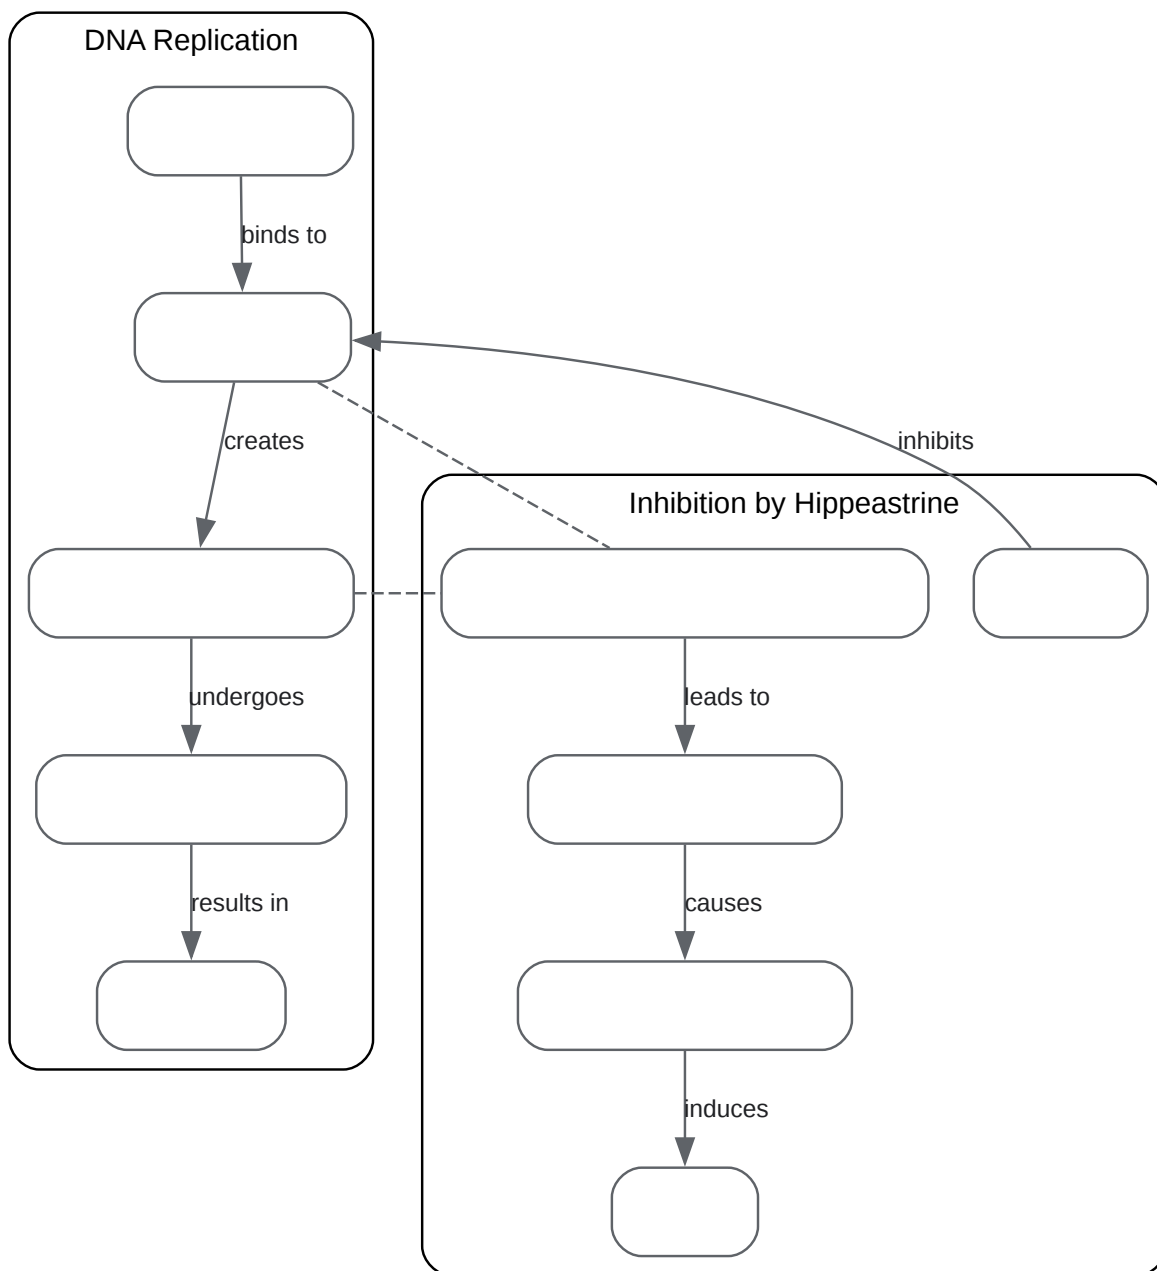 DNA Replication
binds to
creates
inhibits
Inhibition by Hippeastrine
undergoes
leads to
results in
causes
induces